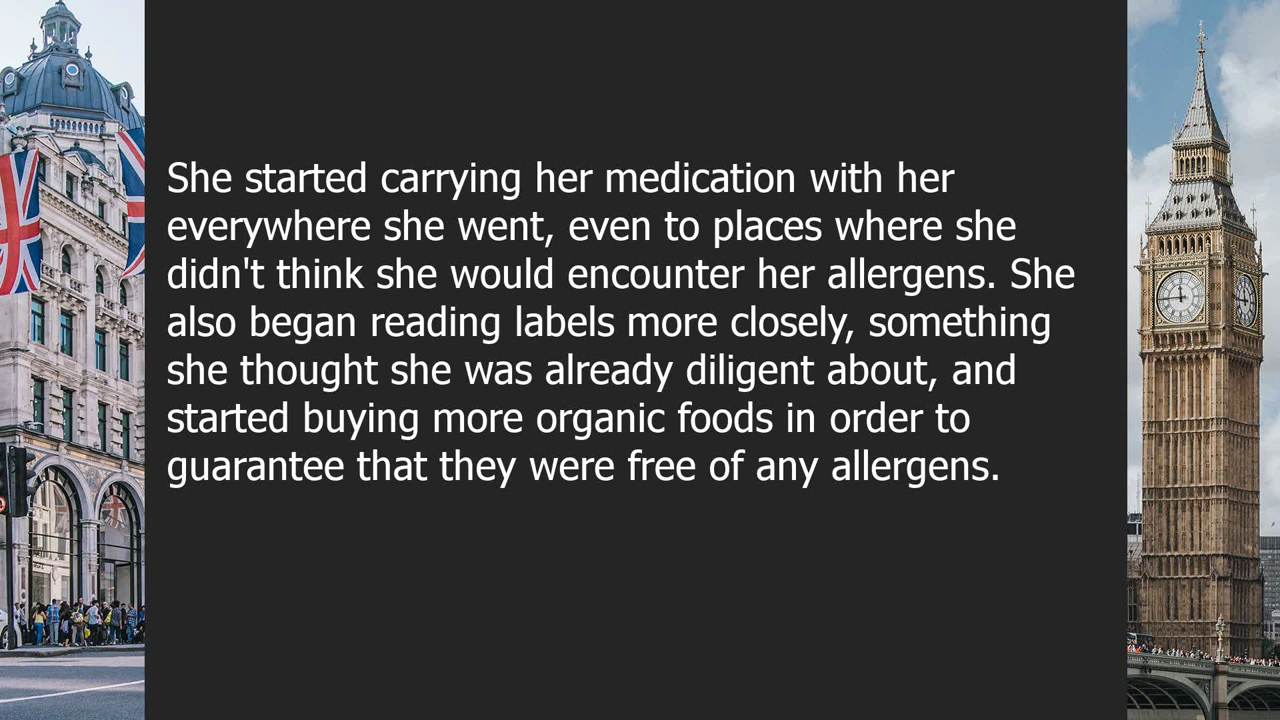 She started carrying her medication with her
everywhere she went, even to places where she
didn't think she would encounter her allergens. She
also began reading labels more closely, something
she thought she was already diligent about, and
started buying more organic foods in order to
guarantee that they were free of any allergens.